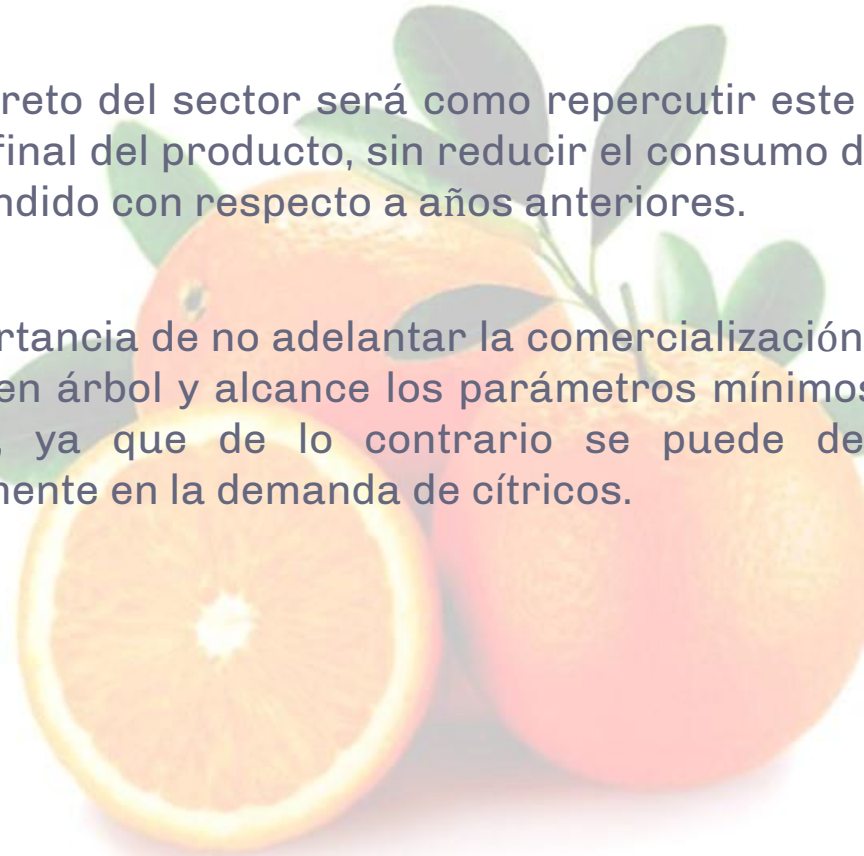 reto del sector será como repercutir este
final del producto, sin reducir el consumo d
ndido con respecto a años anteriores.
rtancia de no adelantar la comercialización
en árbol y alcance los parámetros mínimos
, ya que de lo contrario se puede de
mente en la demanda de cítricos.